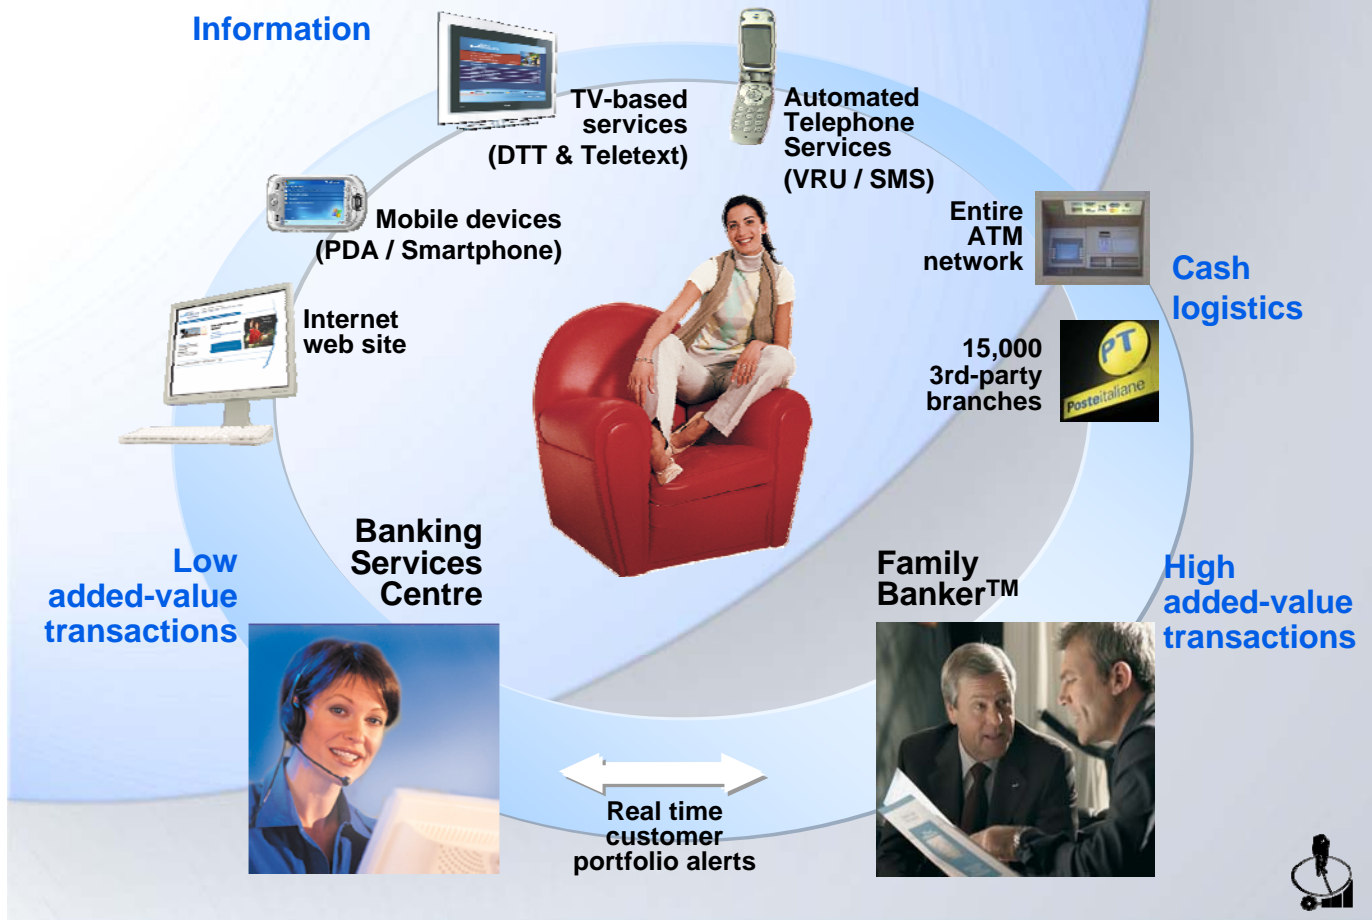 Information
TV-based
services
(DTT & Teletext)
Automated
Telephone
Services
(VRU / SMS)
Mobile devices
(PDA / Smartphone)
Entire
ATM
network
Cash
logistics
Internet
web site
15,000
3rd-party
branches
PT
Posteitaliane
Banking
Services
Centre
Low
added-value
transactions
Family
Banker™
High
added-value
transactions
Real time
customer
portfolio alerts